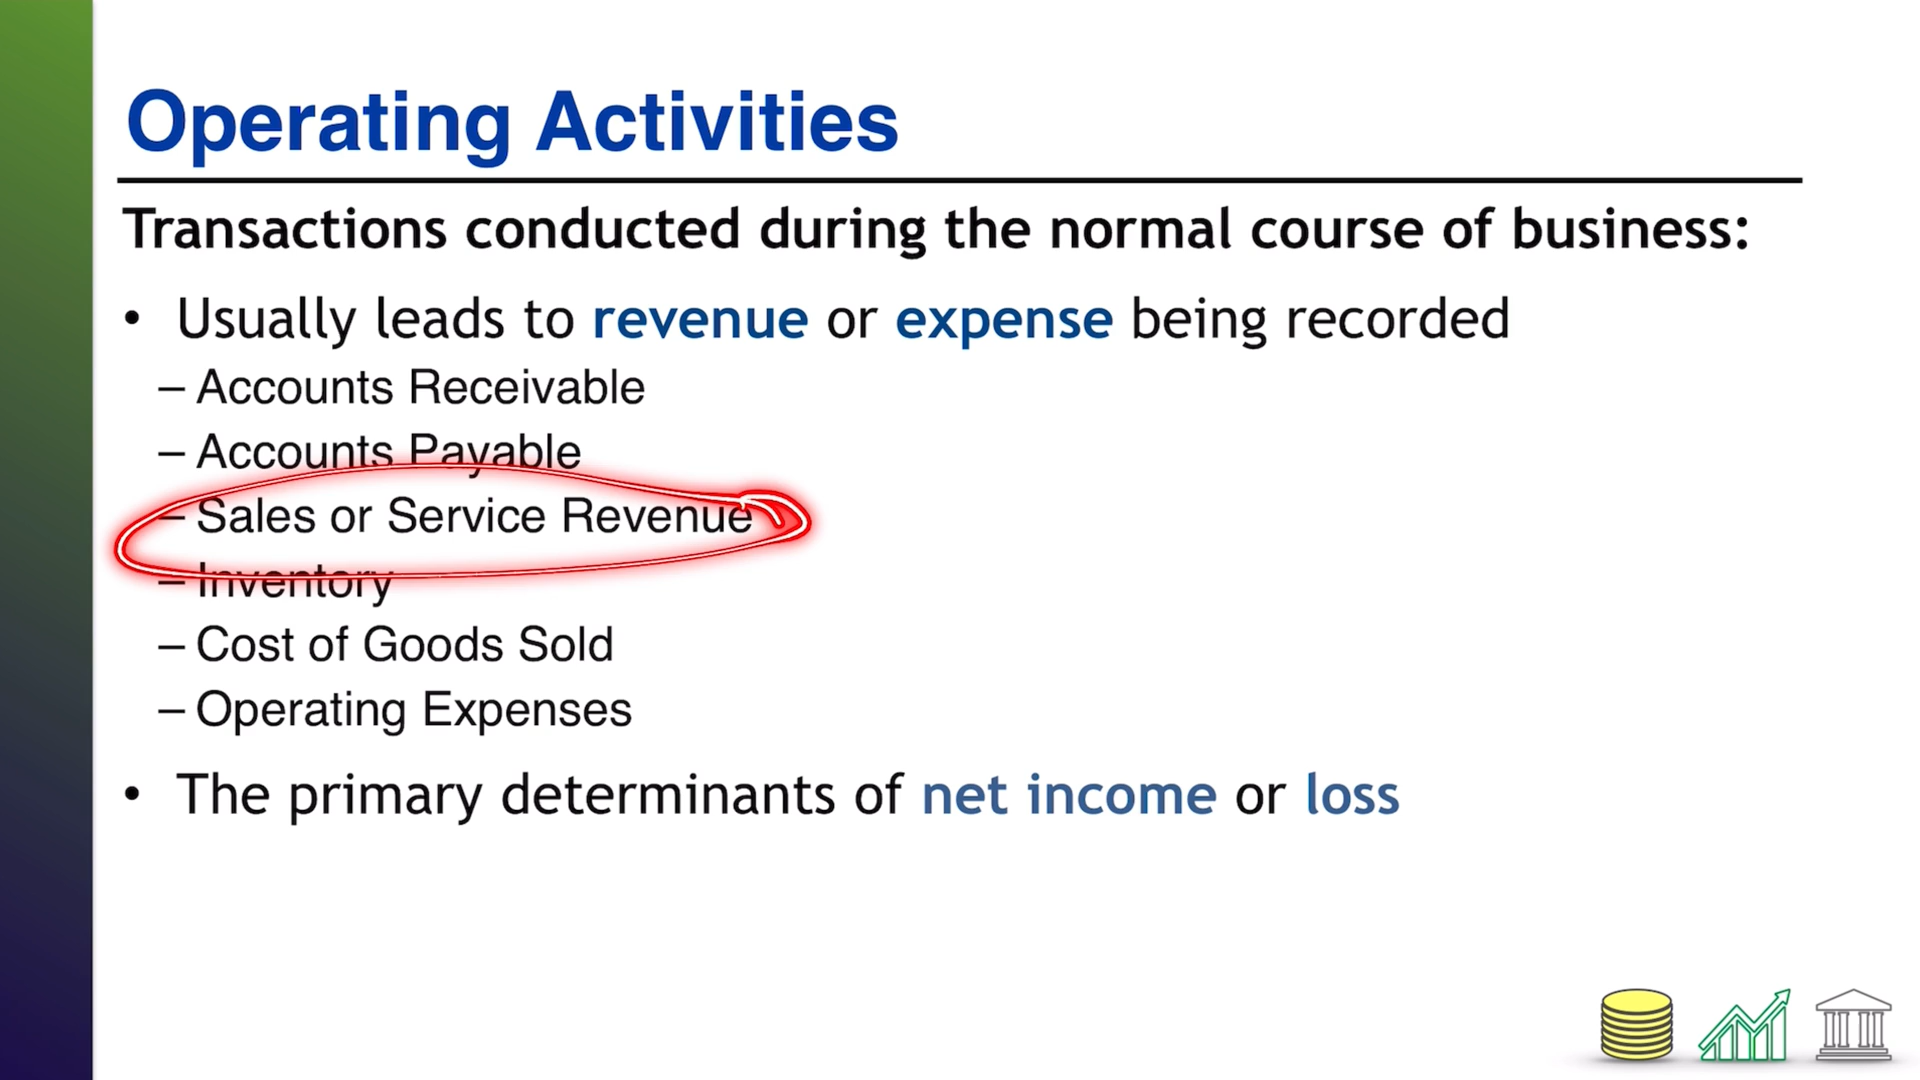 Operating Activities
Transactions conducted during the normal course of business:
• Usually leads to revenue or expense being recorded
– Accounts Receivable
– Accounts Payable
– Sales or Service Revenue
– Inventory
– Cost of Goods Sold
– Operating Expenses
• The primary determinants of net income or loss